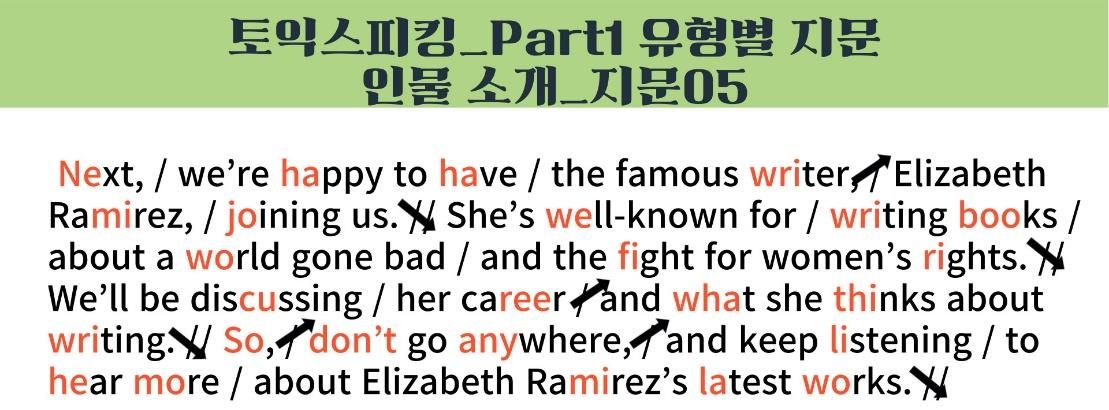 토익스피킹_Part1 유형별 지문
인물 소개_지문05
Next, / we're happy to have / the famous writer, / Elizabeth
Ramirez, / joining us. // She's well-known for / writing books /
about a world gone bad / and the fight for women's rights. //
We'll be discussing / her career / and what she thinks about
writing. // So, / don't go anywhere, / and keep listening / to
hear more / about Elizabeth Ramirez's latest works. //